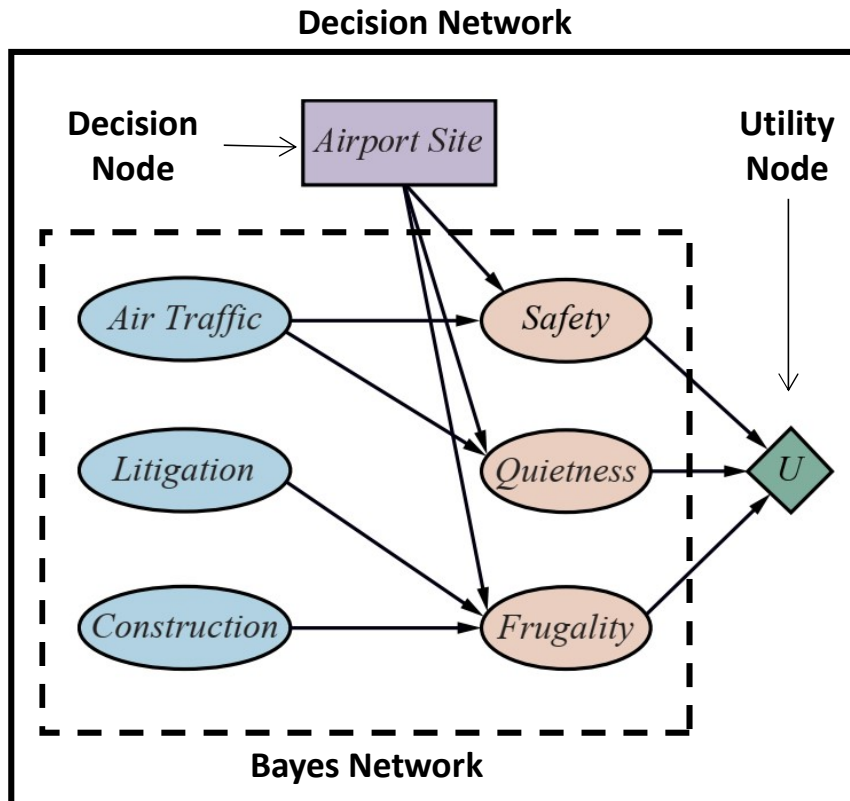 Decision Network
Decision
Node
Airport Site
Utility
Node
Air Traffic
Safety
Litigation
Quietness
U
Construction
Frugality
Bayes Network